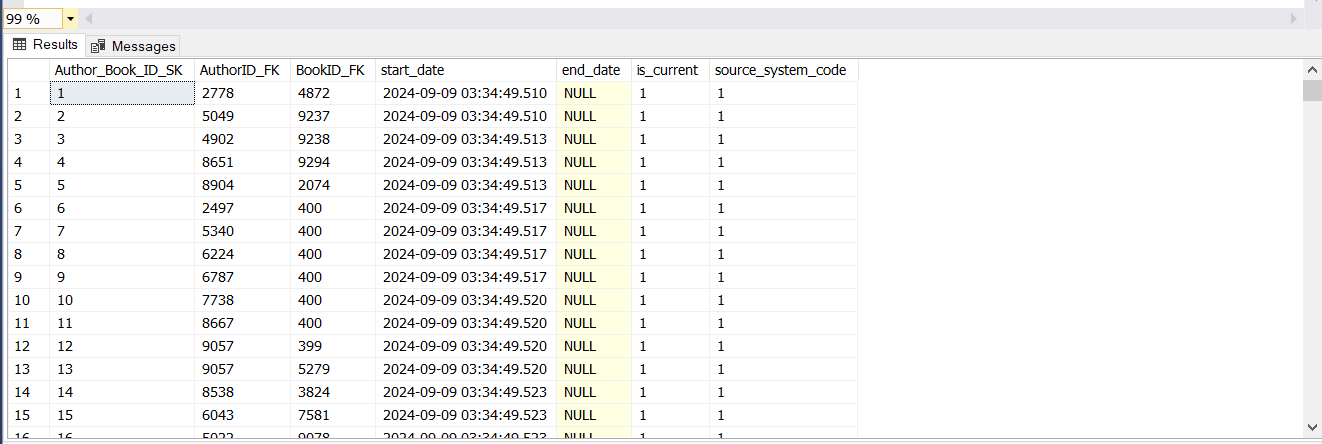 99 %
Results Messages
Author_Book_ID_SK AuthorID_FK BookID_FK start_date end_date is_current source_system_code
1 1 2778 4872 2024-09-09 03:34:49.510 NULL 1 1
2 2 5049 9237 2024-09-09 03:34:49.510 NULL 1 1
3 3 4902 9238 2024-09-09 03:34:49.513 NULL 1 1
4 4 8651 9294 2024-09-09 03:34:49.513 NULL 1 1
5 5 8904 2074 2024-09-09 03:34:49.513 NULL 1 1
6 6 2497 400 2024-09-09 03:34:49.517 NULL 1 1
7 7 5340 400 2024-09-09 03:34:49.517 NULL 1 1
8 8 6224 400 2024-09-09 03:34:49.517 NULL 1 1
9 9 6787 400 2024-09-09 03:34:49.517 NULL 1 1
10 10 7738 400 2024-09-09 03:34:49.520 NULL 1 1
11 11 8667 400 2024-09-09 03:34:49.520 NULL 1 1
12 12 9057 399 2024-09-09 03:34:49.520 NULL 1 1
13 13 9057 5279 2024-09-09 03:34:49.520 NULL 1 1
14 14 8538 3824 2024-09-09 03:34:49.523 NULL 1 1
15 15 6043 7581 2024-09-09 03:34:49.523 NULL 1 1
16 16 2024-09-09 03:34:49.523 NULL 1 1